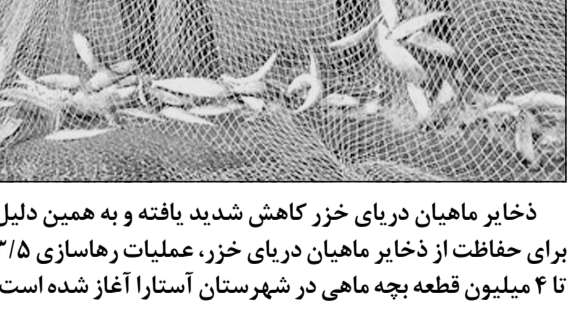 ذخایر ماهیان دریای خزر کاهش شدید یافته و به همین دلیل
برای حفاظت از ذخایر ماهیان دریای خزر، عملیات رهاسازی ۳/۵
تا ۴ میلیون قطعه بچه ماهی در شهرستان آستارا آغاز شده است